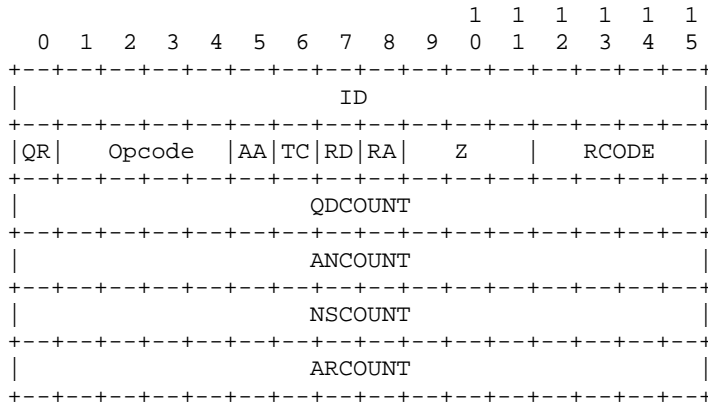 1 1 1 1 1 1
0 1 2 3 4 5 6 7 8 9 0 1 2 3 4 5
+--+--+--+--+--+--+--+--+--+--+--+--+--+--+--+--+
| ID |
+--+--+--+--+--+--+--+--+--+--+--+--+--+--+--+--+
|QR| Opcode |AA|TC|RD|RA| Z | RCODE |
+--+--+--+--+--+--+--+--+--+--+--+--+--+--+--+--+
| QDCOUNT |
+--+--+--+--+--+--+--+--+--+--+--+--+--+--+--+--+
| ANCOUNT |
+--+--+--+--+--+--+--+--+--+--+--+--+--+--+--+--+
| NSCOUNT |
+--+--+--+--+--+--+--+--+--+--+--+--+--+--+--+--+
| ARCOUNT |
+--+--+--+--+--+--+--+--+--+--+--+--+--+--+--+--+